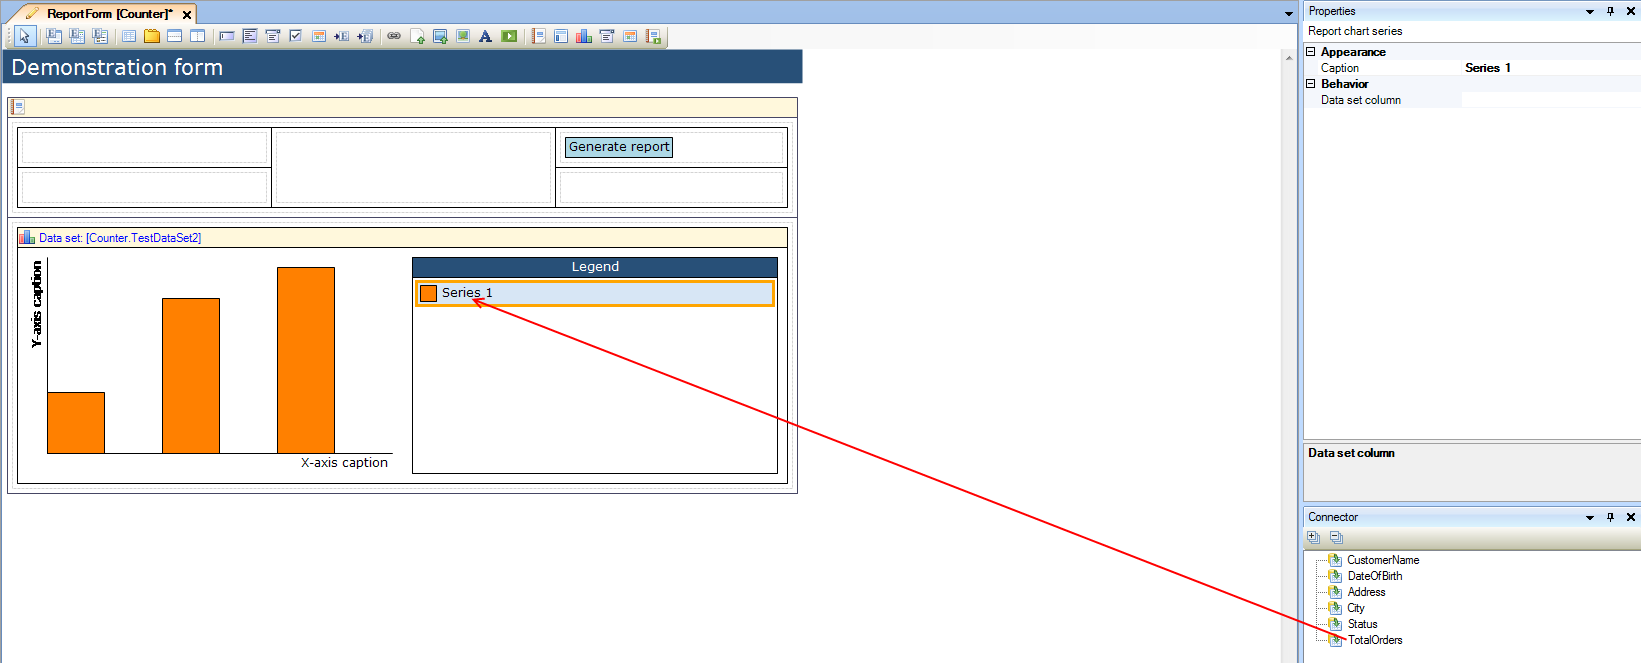 ReportForm [Counter]*
Demonstration form
Generate report
Data set: [Counter.TestDataSet2]
Y-axis caption
X-axis caption
Legend
Series 1
Properties
Report chart series
Appearance
Caption Series 1
Behavior
Data set column
Data set column
Connector
CustomerName
DateOfBirth
Address
City
Status
TotalOrders